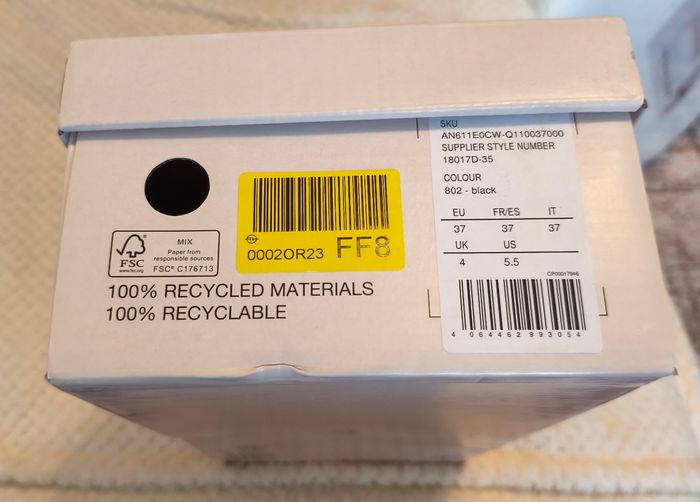 SKU
AN611E0CW-Q110037000
SUPPLIER STYLE NUMBER
18017D-35
COLOUR
802 - black
EU FR/ES IT
37 37 37
UK US
4 5.5
CP00017946
4 064462 993054
0002OR23 FF8
FSC
www.fsc.org
MIX
Paper from
responsible sources
FSC® C176713
100% RECYCLED MATERIALS
100% RECYCLABLE